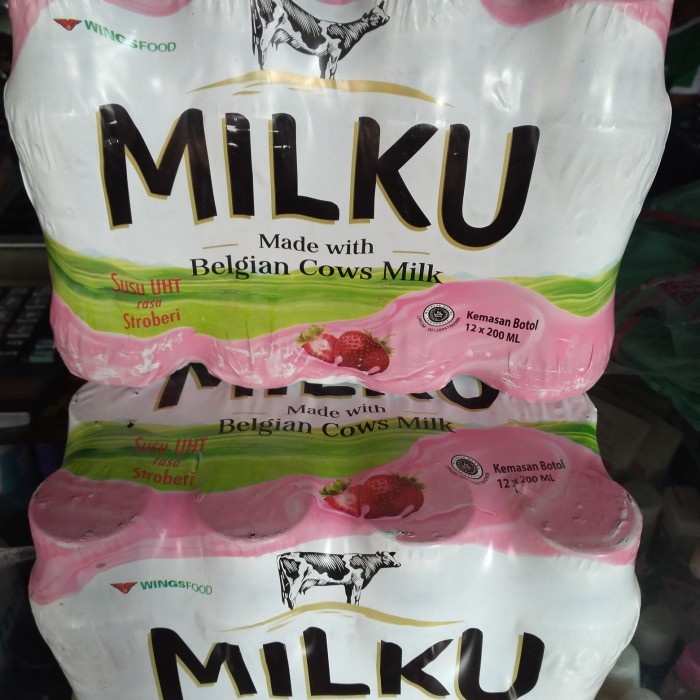 WINGSFOOD
MILKU
Made with
Belgian Cows Milk
Susu UHT
rasa
Stroberi
Kemasan Botol
12 x 200 ML
MILKU
Made with
Belgian Cows Milk
Susu UHT
rasa
Stroberi
Kemasan Botol
12 x 200 ML
WINGSFOOD
MILKU